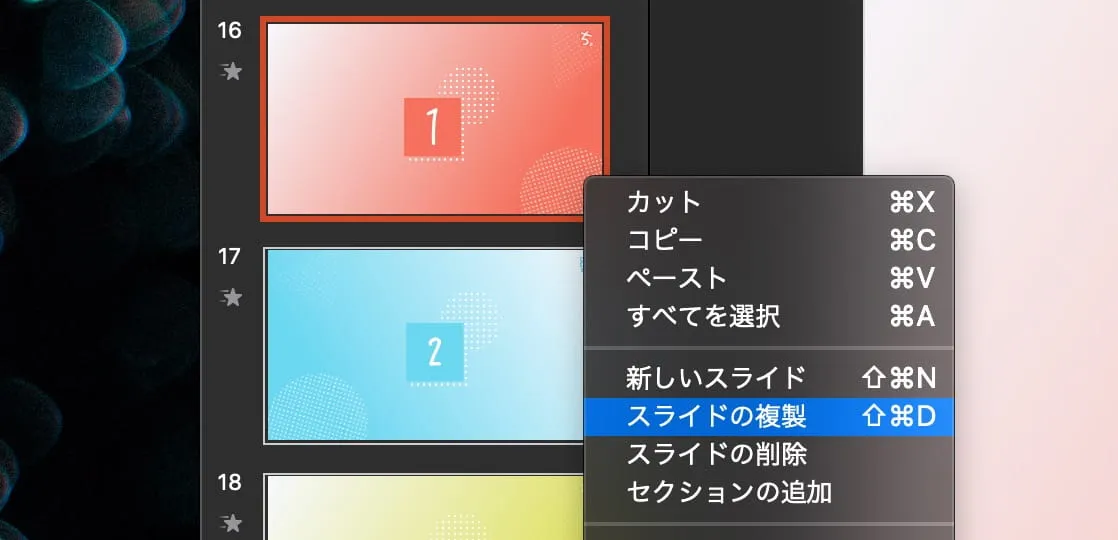 16
1
17
2
18
カット ⌘X
コピー ⌘C
ペースト ⌘V
すべてを選択 ⌘A
新しいスライド ⇧⌘N
スライドの複製 ⇧⌘D
スライドの削除
セクションの追加